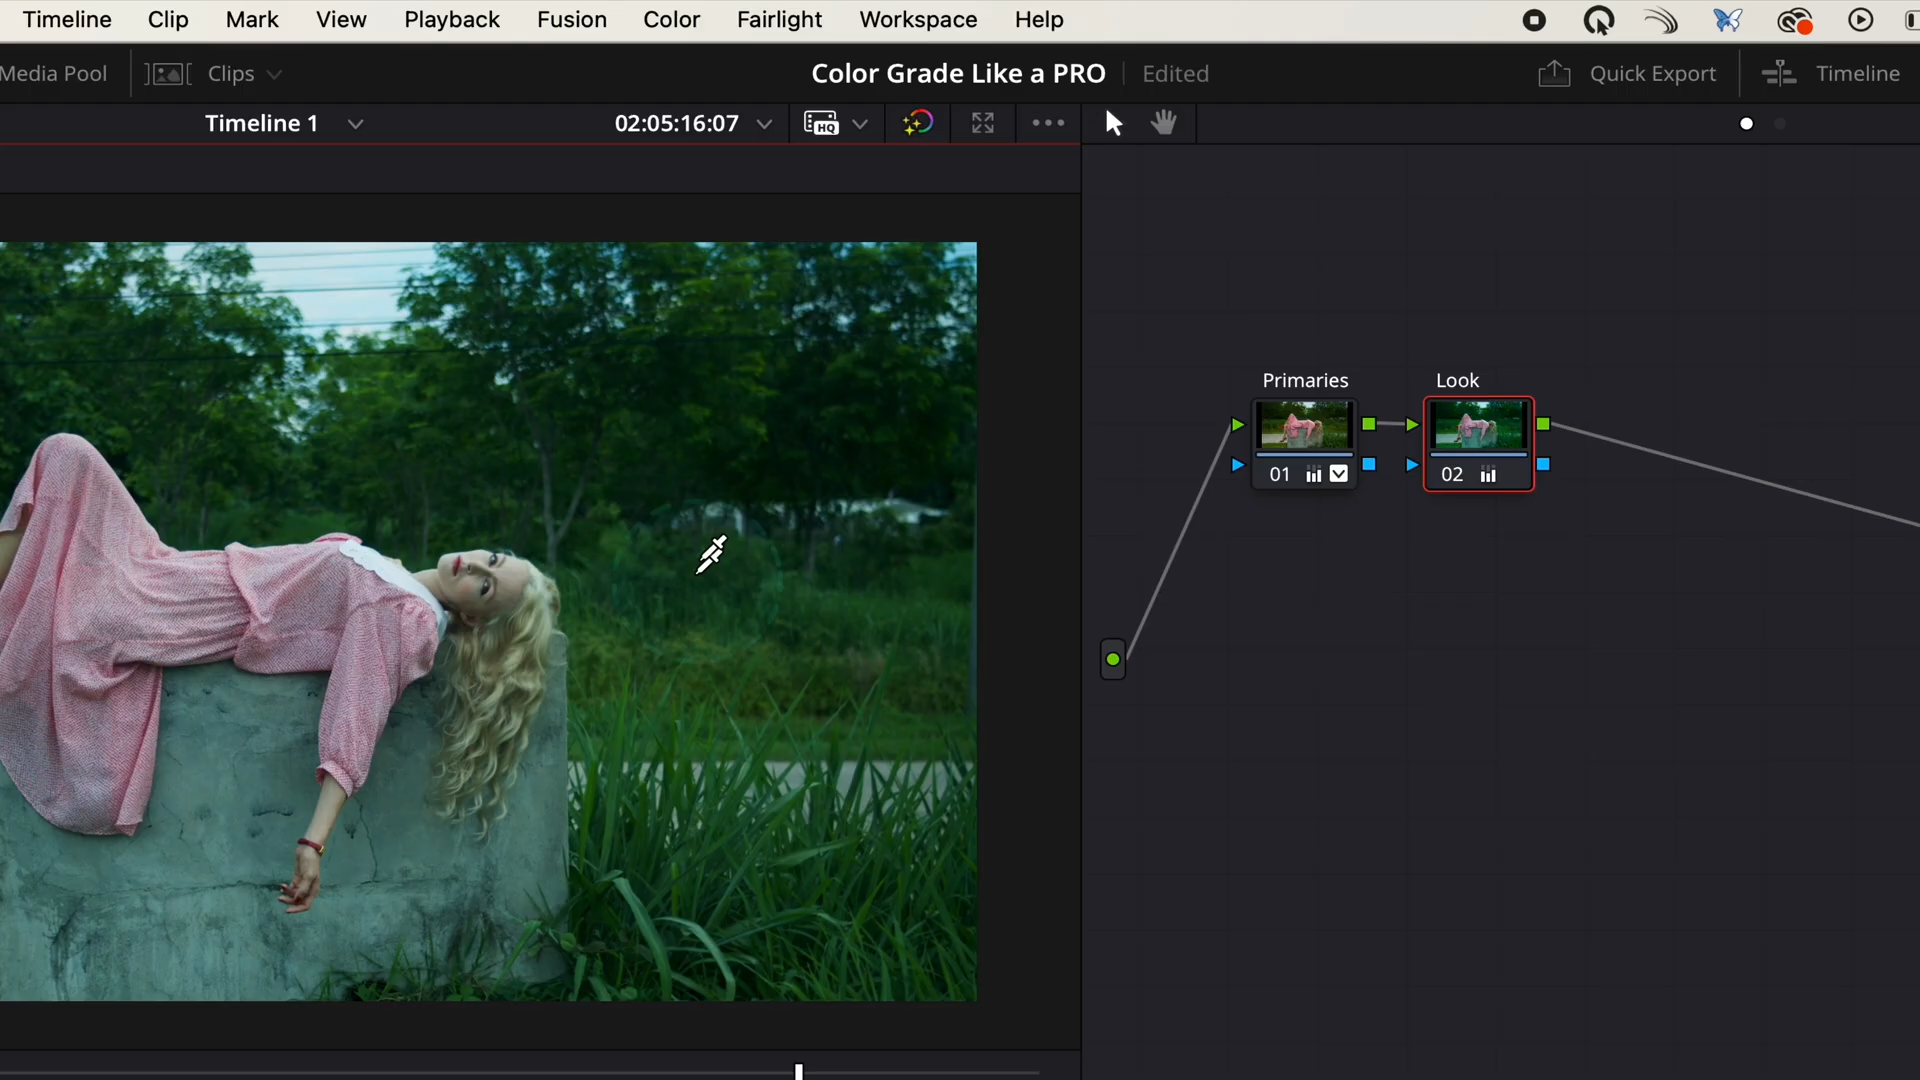 Timeline Clip Mark View Playback Fusion Color Fairlight Workspace Help
Media Pool Clips Color Grade Like a PRO Edited Quick Export Timeline
Timeline 1 02:05:16:07 HQ
Primaries Look
01 02